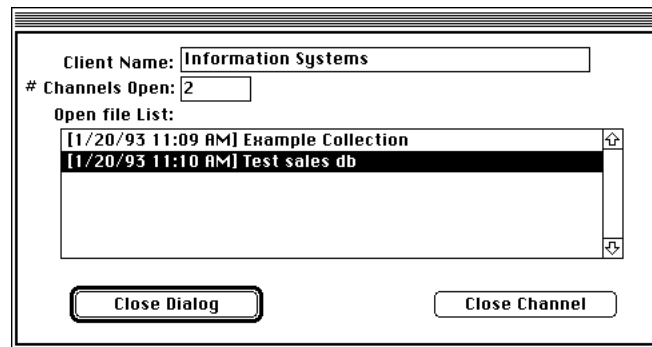 Client Name: Information Systems
# Channels Open: 2
Open file List:
[1/20/93 11:09 AM] Example Collection
[1/20/93 11:10 AM] Test sales db
Close Dialog
Close Channel